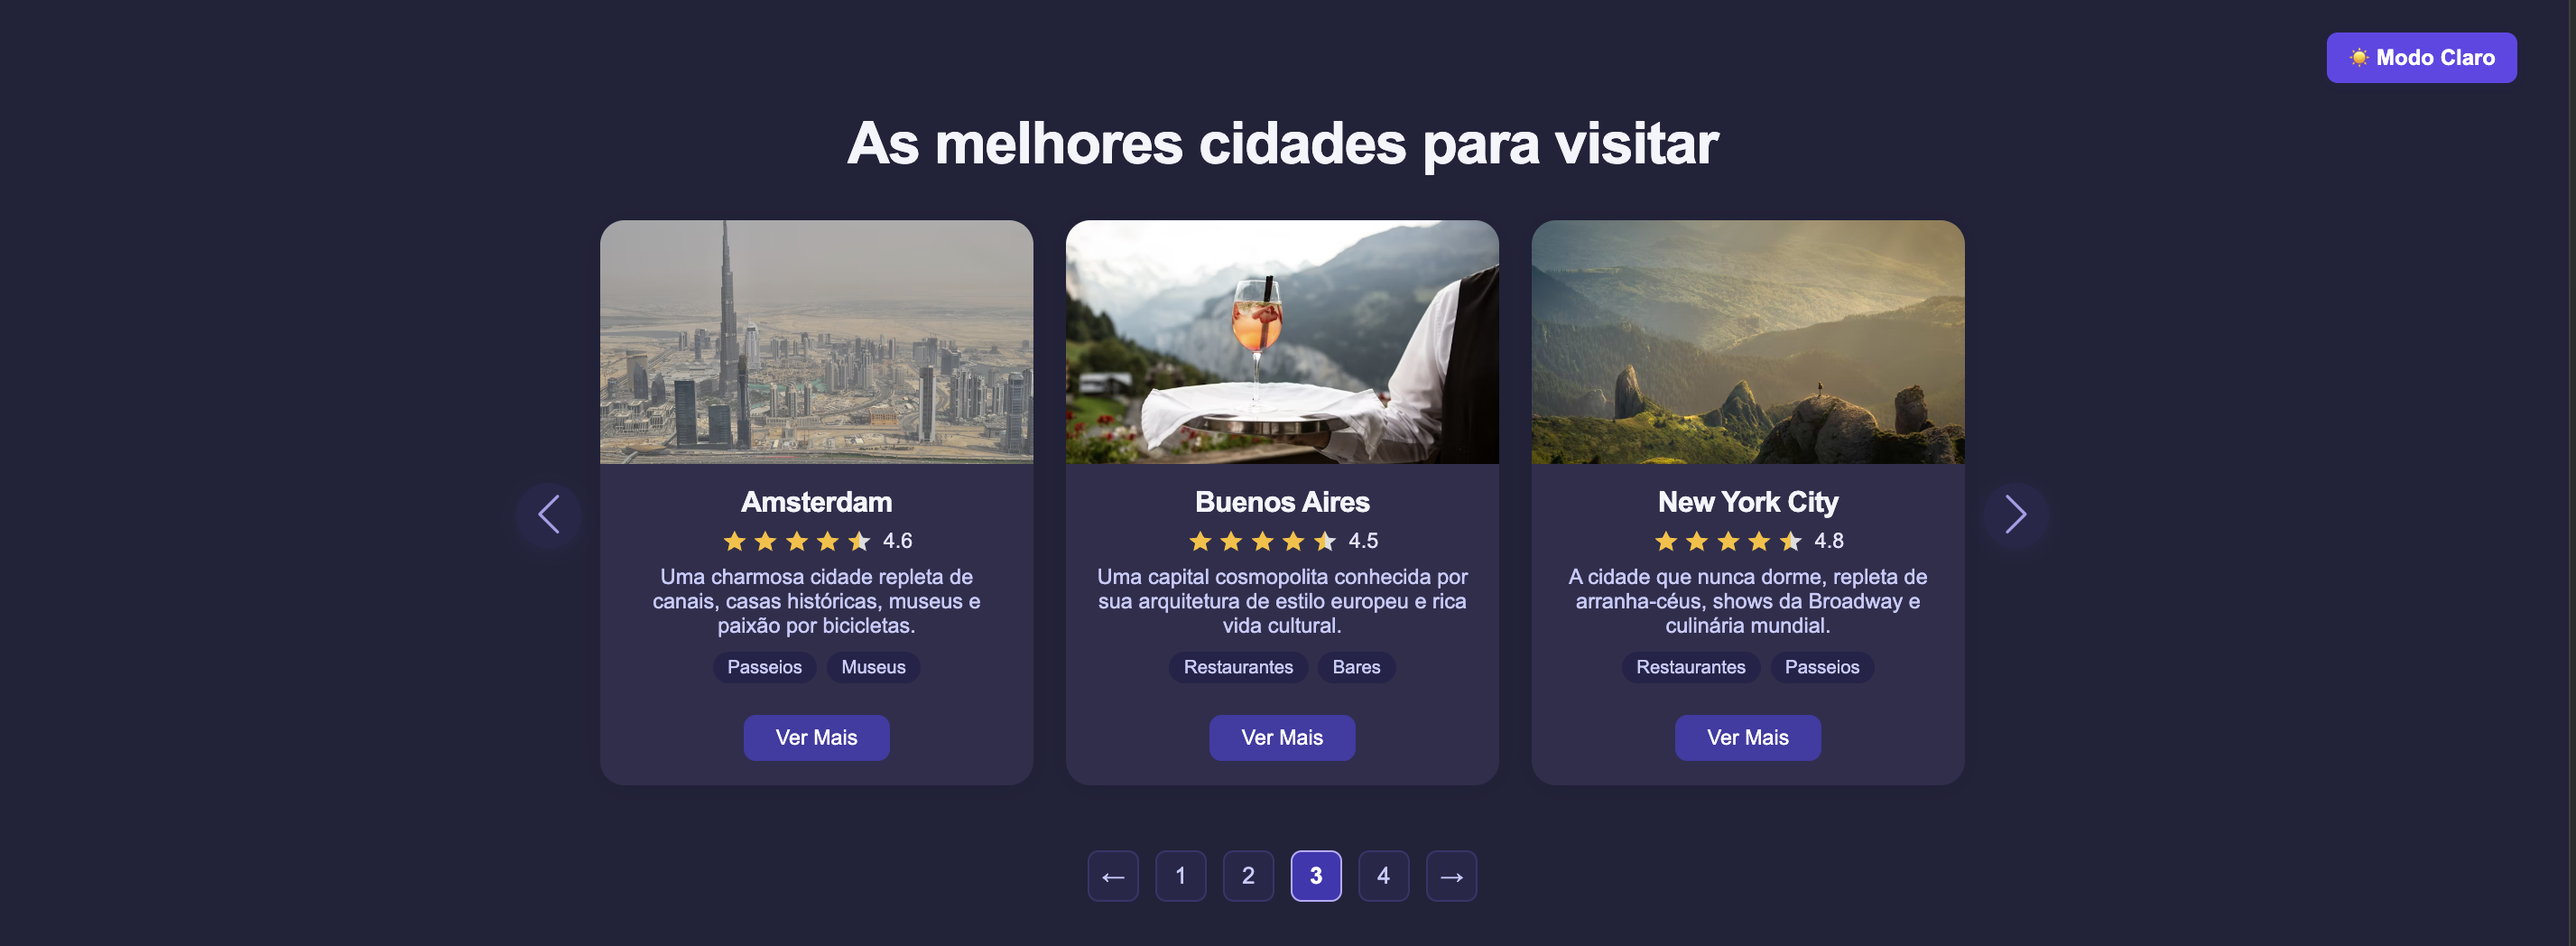 Modo Claro
As melhores cidades para visitar
Amsterdam
4.6
Uma charmosa cidade repleta de
canais, casas históricas, museus e
paixão por bicicletas.
Passeios Museus
Ver Mais
Buenos Aires
4.5
Uma capital cosmopolita conhecida por
sua arquitetura de estilo europeu e rica
vida cultural.
Restaurantes Bares
Ver Mais
New York City
4.8
A cidade que nunca dorme, repleta de
arranha-céus, shows da Broadway e
culinária mundial.
Restaurantes Passeios
Ver Mais
← 1 2 3 4 →